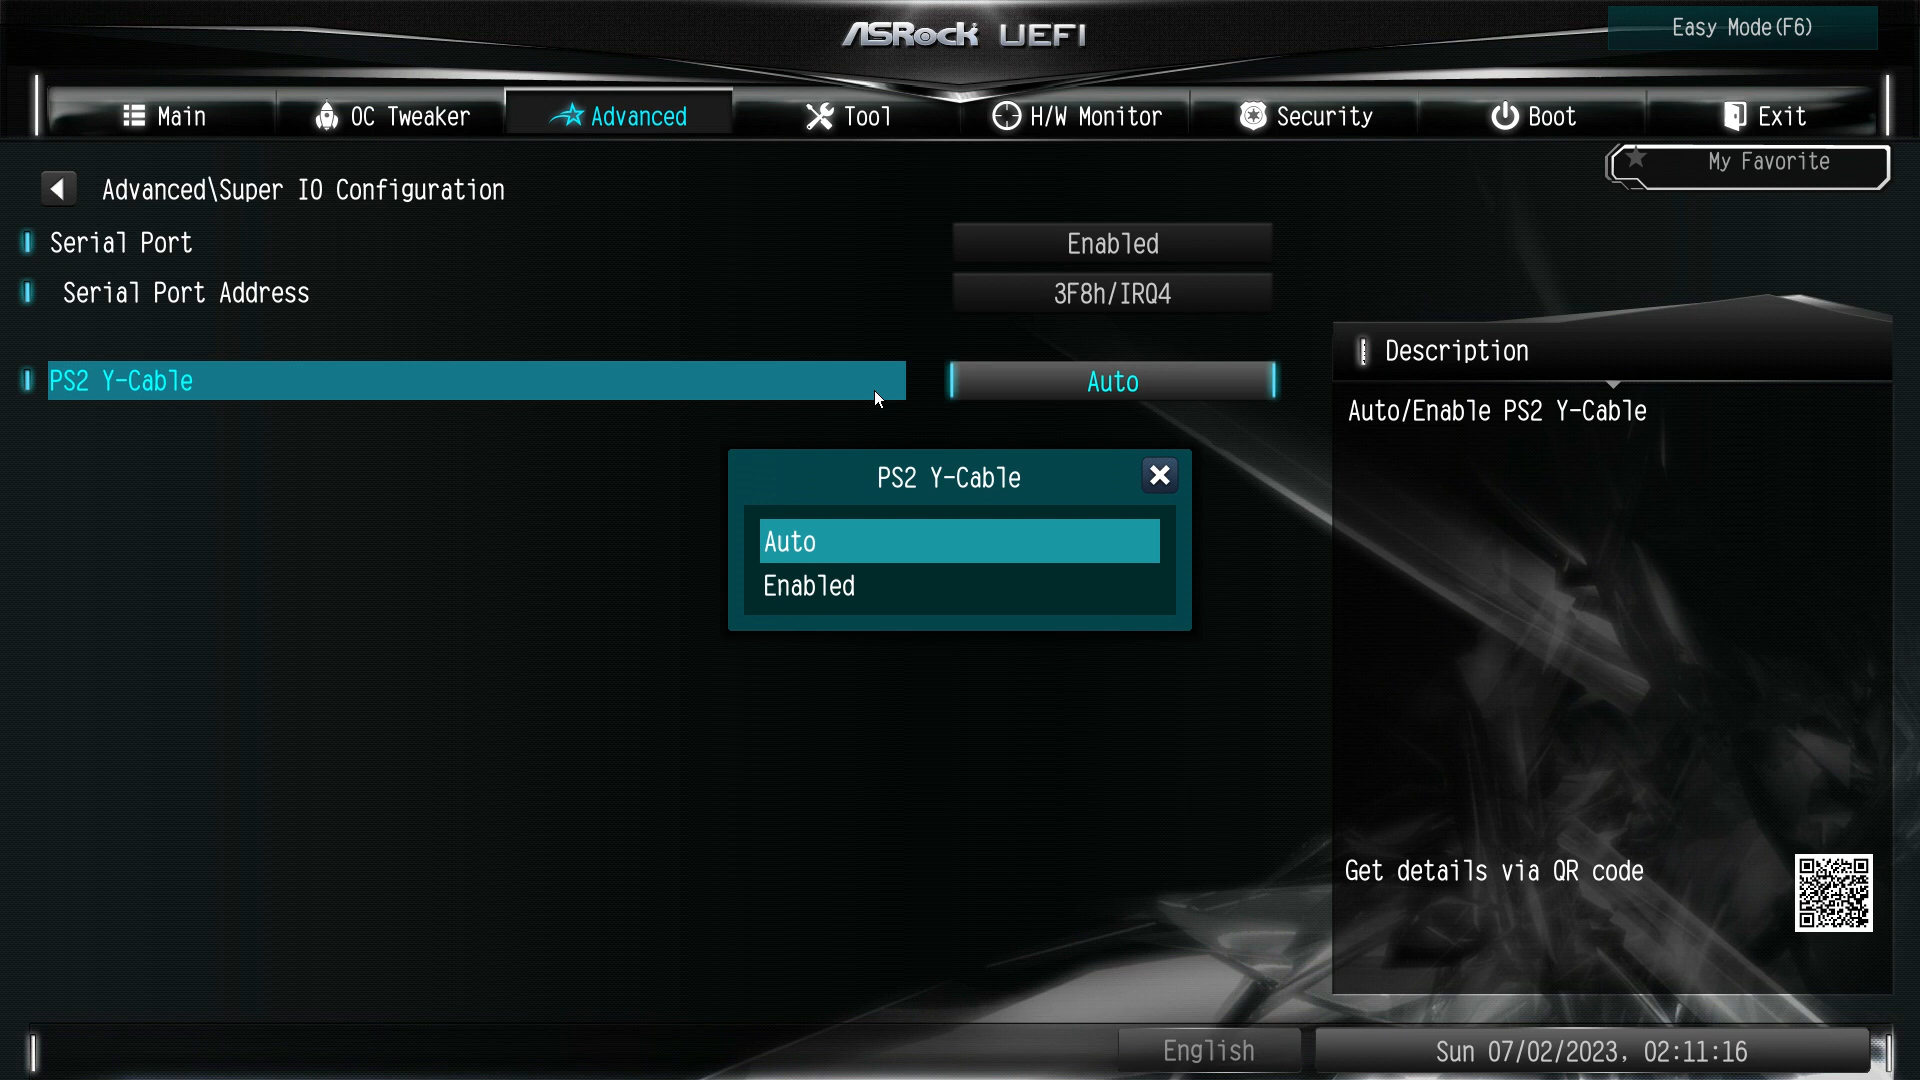 ASRock UEFI
Easy Mode(F6)
Main
OC Tweaker
Advanced
Tool
H/W Monitor
Security
Boot
Exit
My Favorite
Advanced\Super IO Configuration
Serial Port
Enabled
Serial Port Address
3F8h/IRQ4
PS2 Y-Cable
Auto
Description
Auto/Enable PS2 Y-Cable
PS2 Y-Cable
Auto
Enabled
Get details via QR code
English
Sun 07/02/2023, 02:11:16